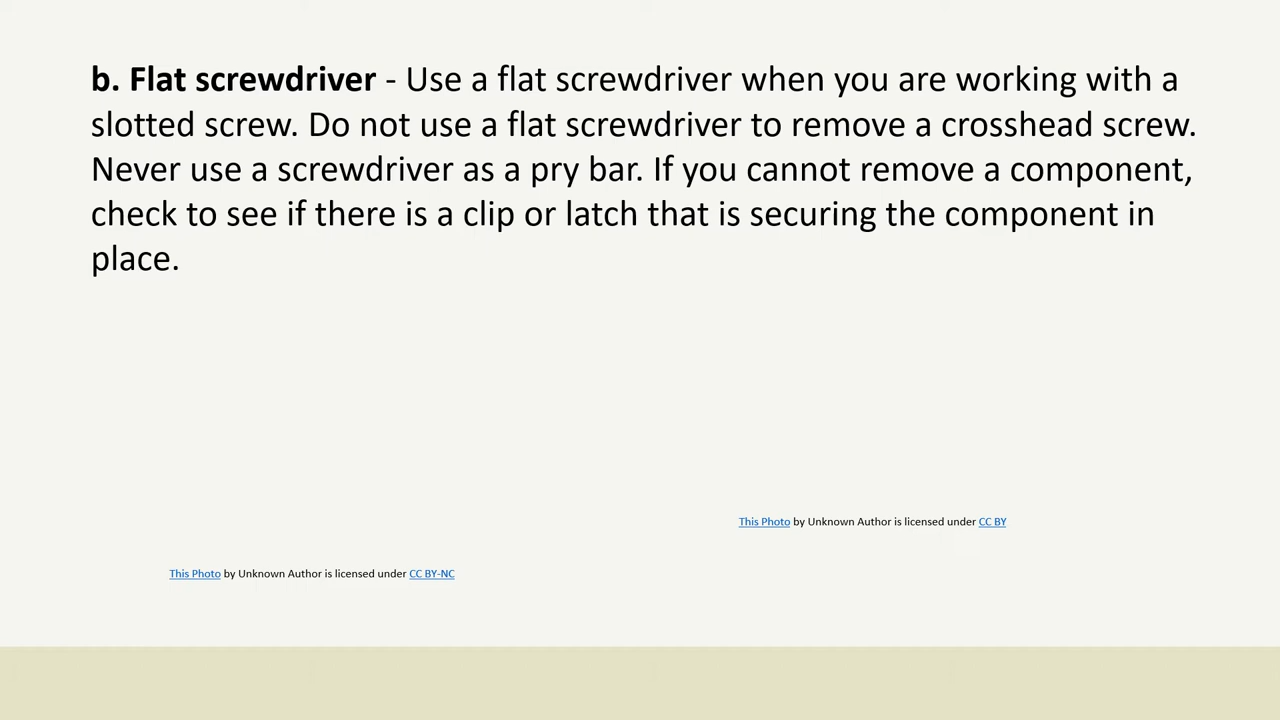 b. Flat screwdriver - Use a flat screwdriver when you are working with a
slotted screw. Do not use a flat screwdriver to remove a crosshead screw.
Never use a screwdriver as a pry bar. If you cannot remove a component,
check to see if there is a clip or latch that is securing the component in
place.
This Photo by Unknown Author is licensed under CC BY
This Photo by Unknown Author is licensed under CC BY-NC